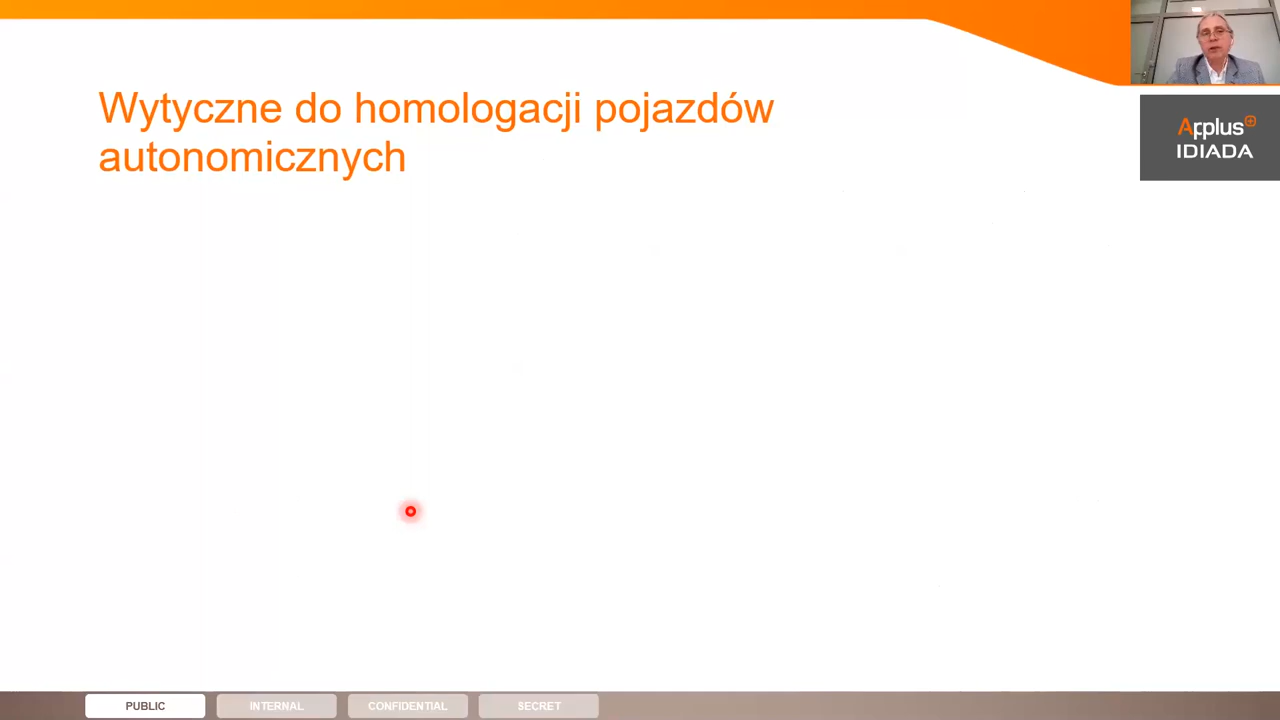 Wytyczne do homologacji pojazdów
autonomicznych
Applus+
IDIADA
PUBLIC
INTERNAL
CONFIDENTIAL
SECRET